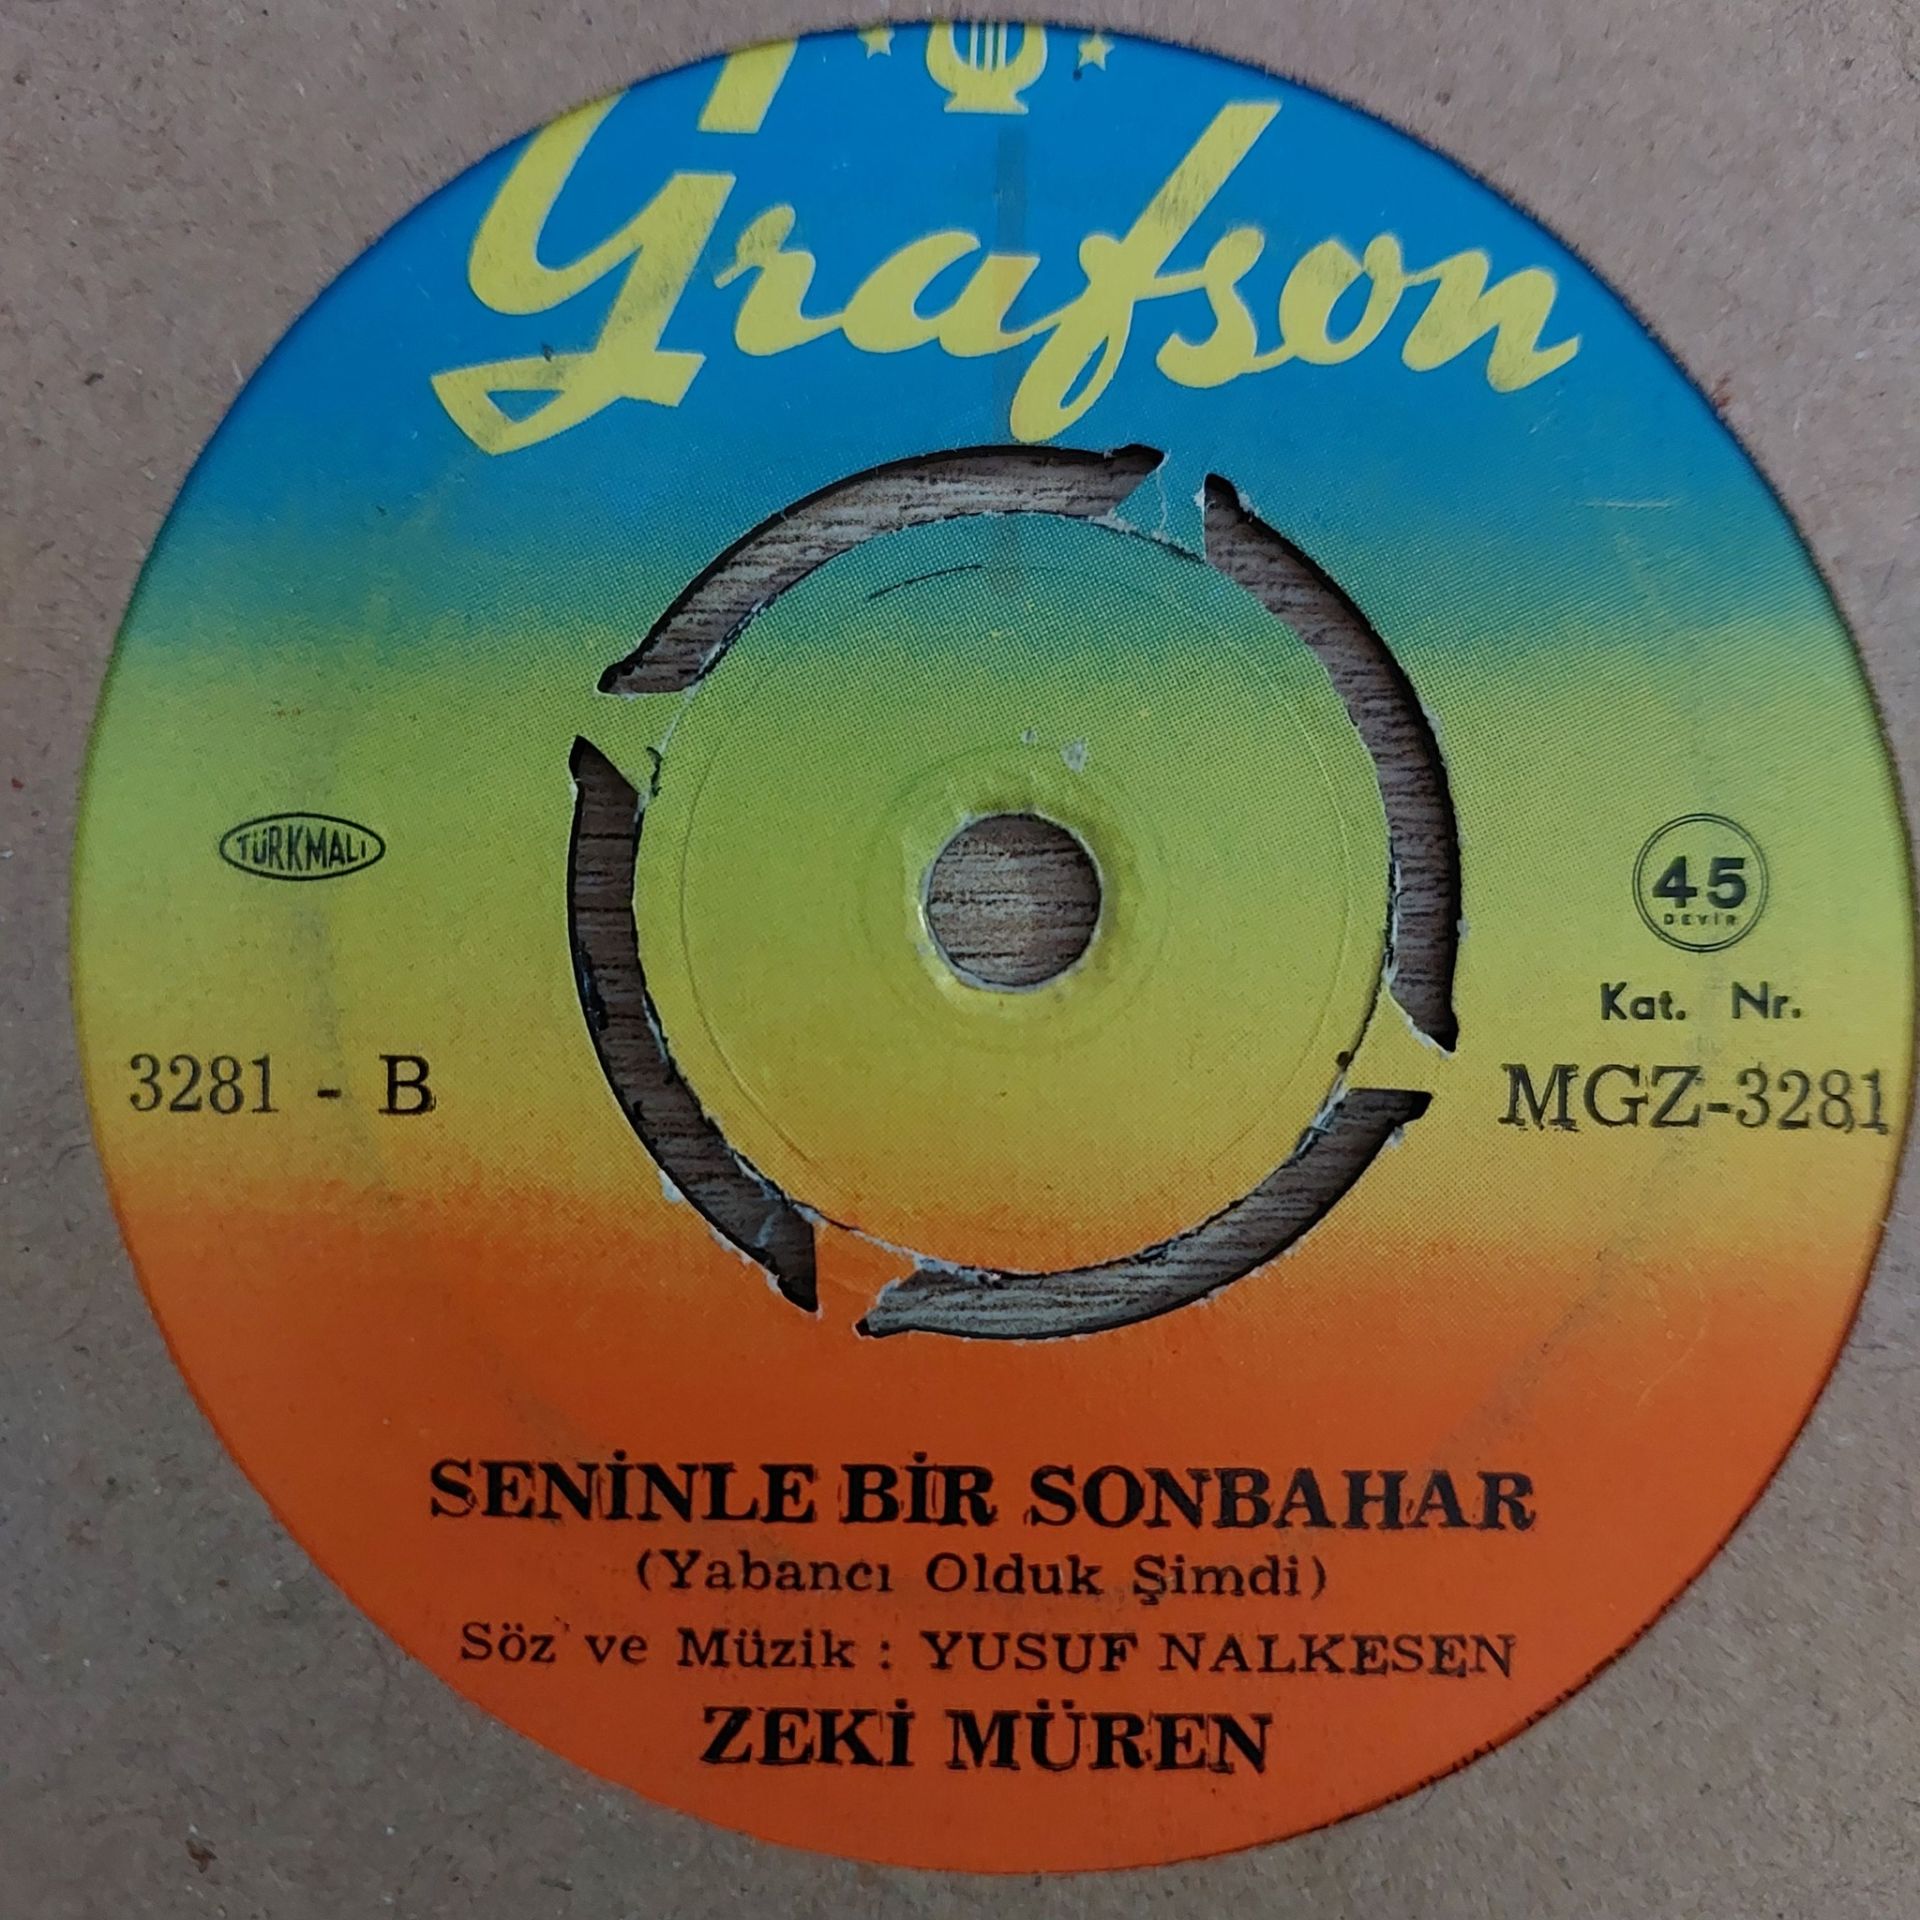 Grafson
TÜRKMALI
45
DEVİR
Kat. Nr.
3281 - B
MGZ-3281
SENİNLE BİR SONBAHAR
(Yabancı Olduk Şimdi)
Söz ve Müzik : YUSUF NALKESEN
ZEKİ MÜREN